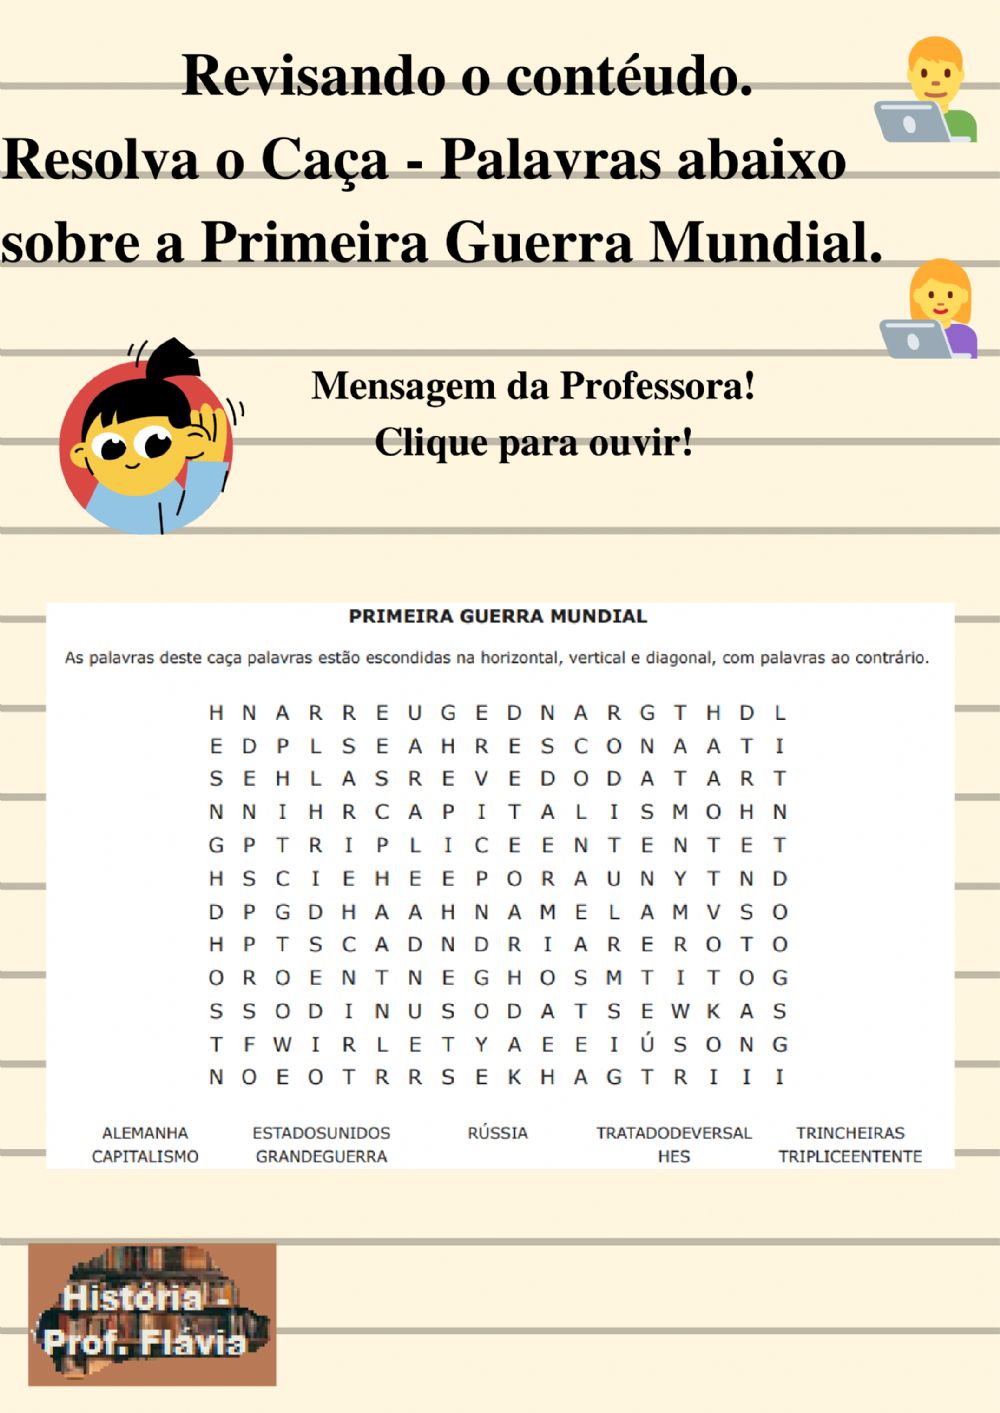 Revisando o contéudo.
Resolva o Caça - Palavras abaixo
sobre a Primeira Guerra Mundial.
Mensagem da Professora!
Clique para ouvir!
PRIMEIRA GUERRA MUNDIAL
As palavras deste caça palavras estão escondidas na horizontal, vertical e diagonal, com palavras ao contrário.
H N A R R E U G E D N A R G T H D L
E D P L S E A H R E S C O N A A T I
S E H L A S R E V E D O D A T A R T
N N I H R C A P I T A L I S M O H N
G P T R I P L I C E E N T E N T E T
H S C I E H E E P O R A U N Y T N D
D P G D H A A H N A M E L A M V S O
H P T S C A D N D R I A R E R O T O
O R O E N T N E G H O S M T I T O G
S S O D I N U S O D A T S E W K A S
T F W I R L E T Y A E E I Ú S O N G
N O E O T R R S E K H A G T R I I I
ALEMANHA ESTADOSUNIDOS RÚSSIA TRATADODEVERSAL TRINCHEIRAS
CAPITALISMO GRANDEGUERRA HES TRIPLICEENTENTE
História -
Prof. Flávia